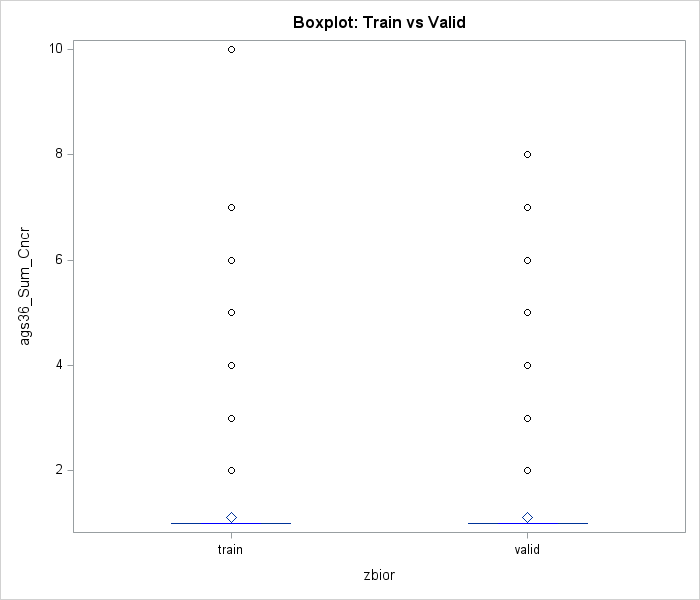 Boxplot: Train vs Valid
10
8
6
4
2
ags36_Sum_Cncr
train
valid
zbior